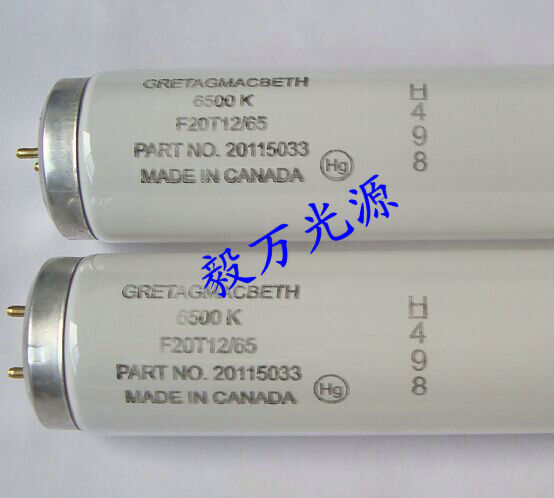 GRETAGMACBETH
6500 K
F20T12/65
PART NO. 20115033
MADE IN CANADA
Hg
H498
毅万光源
GRETAGMACBETH
6500 K
F20T12/65
PART NO. 20115033
MADE IN CANADA
Hg
H498